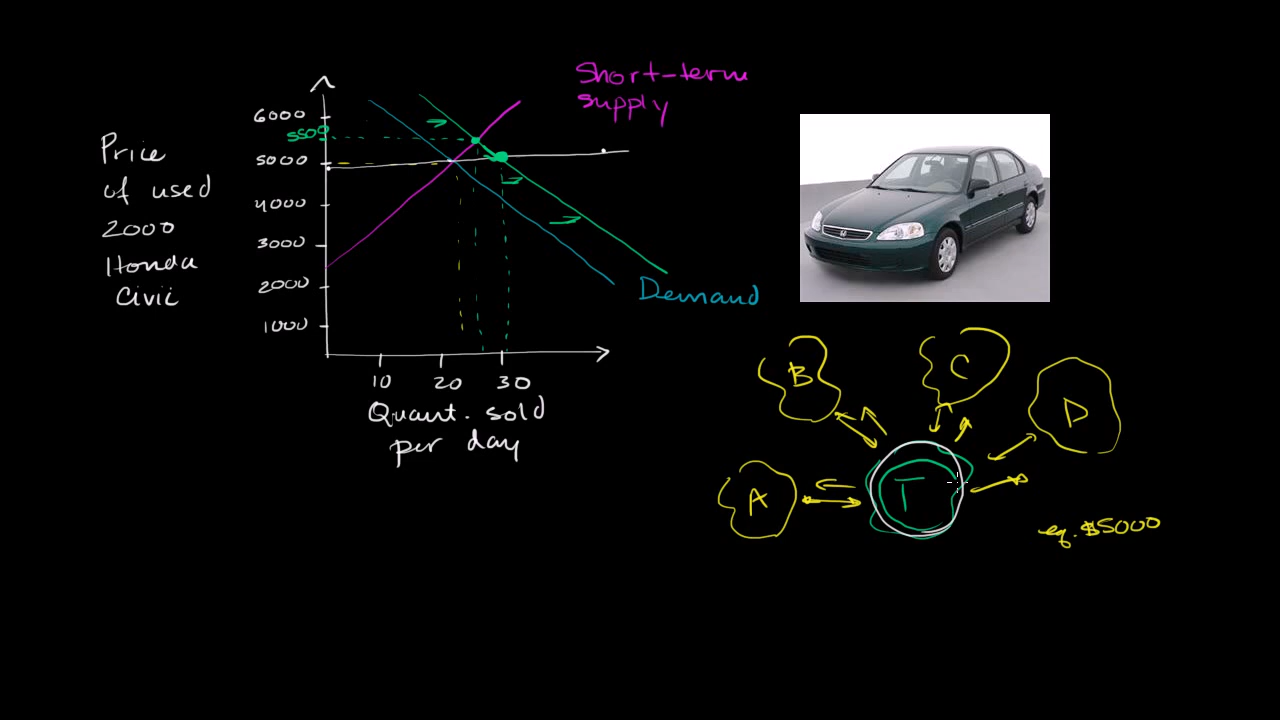 Short-term
supply
6000
5500
5000
4000
3000
2000
1000
Price
of used
2000
Honda
Civic
Demand
10 20 30
Quant. sold
per day
A
B
C
D
T
eq. $5000